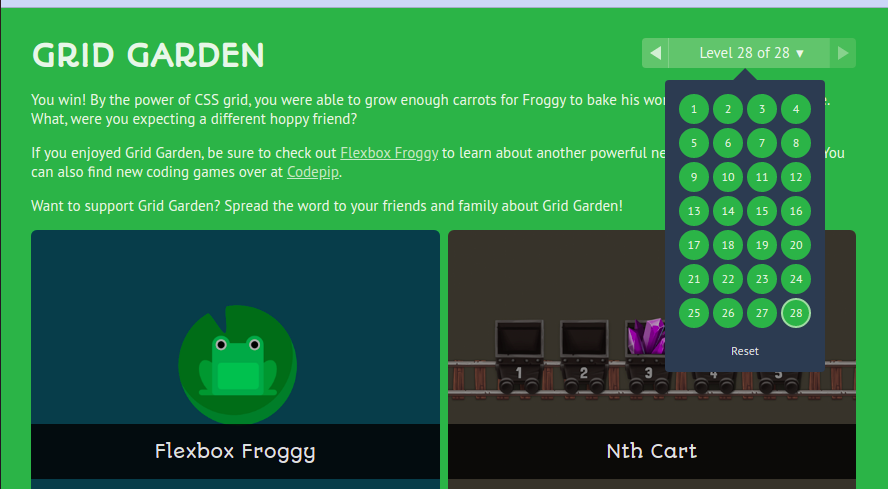 GRID GARDEN
Level 28 of 28 ▼
You win! By the power of CSS grid, you were able to grow enough carrots for Froggy to bake his
What, were you expecting a different hoppy friend?
If you enjoyed Grid Garden, be sure to check out Flexbox Froggy to learn about another powerful
You
can also find new coding games over at Codepip.
Want to support Grid Garden? Spread the word to your friends and family about Grid Garden!
1 2 3 4
5 6 7 8
9 10 11 12
13 14 15 16
17 18 19 20
21 22 23 24
25 26 27 28
Reset
1 2 3 4 5
Flexbox Froggy
Nth Cart